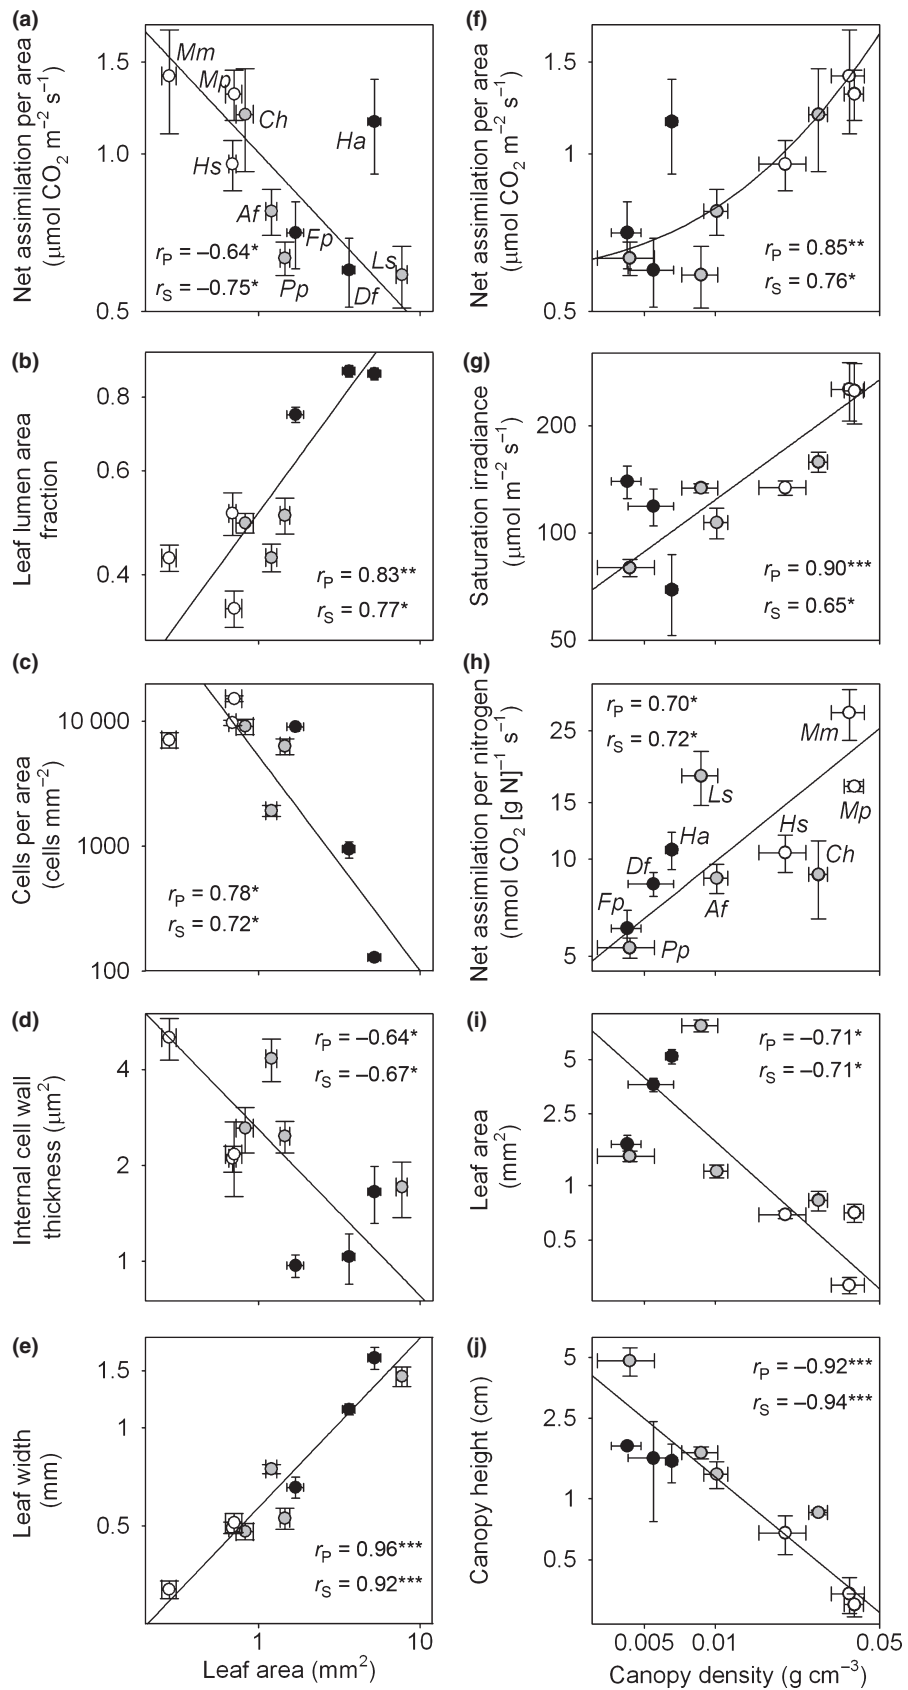 (a)
Net assimilation per area
(μmol CO2 m−2 s−1)
1.5
1.0
0.5
Mm
Mp
Ch
Ha
Hs
Af
Fp
Ls
Pp
Df
rP = –0.64*
rS = –0.75*
(b)
Leaf lumen area
fraction
0.8
0.6
0.4
rP = 0.83**
rS = 0.77*
(c)
Cells per area
(cells mm−2)
10 000
1000
100
rP = 0.78*
rS = 0.72*
(d)
Internal cell wall
thickness (μm2)
4
2
1
rP = –0.64*
rS = –0.67*
(e)
Leaf width
(mm)
1.5
1
0.5
rP = 0.96***
rS = 0.92***
1
10
Leaf area (mm2)
(f)
Net assimilation per area
(μmol CO2 m−2 s−1)
1.5
1
0.5
rP = 0.85**
rS = 0.76*
(g)
Saturation irradiance
(μmol m−2 s−1)
200
100
50
rP = 0.90***
rS = 0.65*
(h)
Net assimilation per nitrogen
(nmol CO2 [g N]−1 s−1)
25
15
10
5
rP = 0.70*
rS = 0.72*
Mm
Ls
Mp
Ha
Hs
Ch
Df
Fp
Af
Pp
(i)
Leaf area
(mm2)
5
2.5
1
0.5
rP = –0.71*
rS = –0.71*
(j)
Canopy height (cm)
5
2.5
1
0.5
rP = –0.92***
rS = –0.94***
0.005
0.01
0.05
Canopy density (g cm−3)